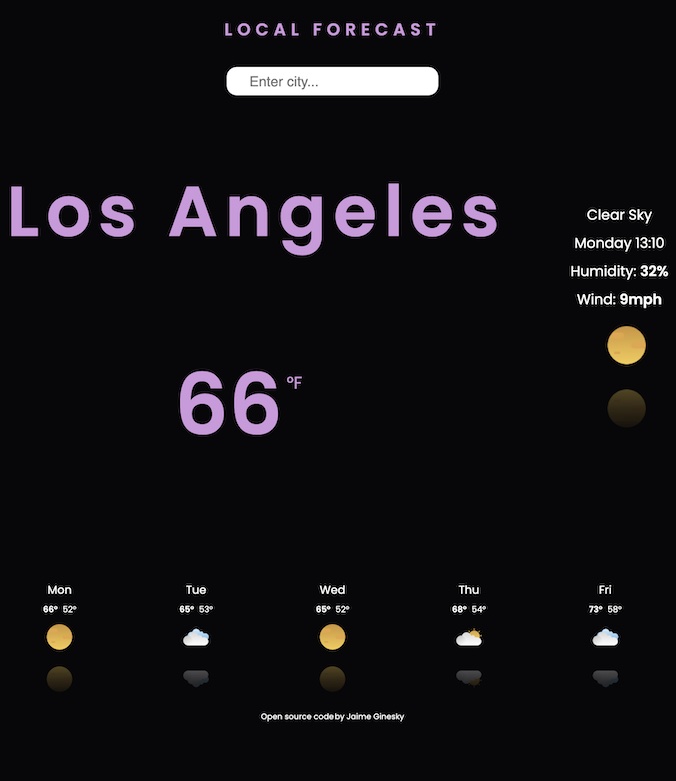 LOCAL FORECAST
Enter city...
Los Angeles
Clear Sky
Monday 13:10
Humidity: 32%
Wind: 9mph
66 °F
Mon
66° 52°
Tue
65° 53°
Wed
65° 52°
Thu
68° 54°
Fri
73° 58°
Open source code by Jaime Ginesky